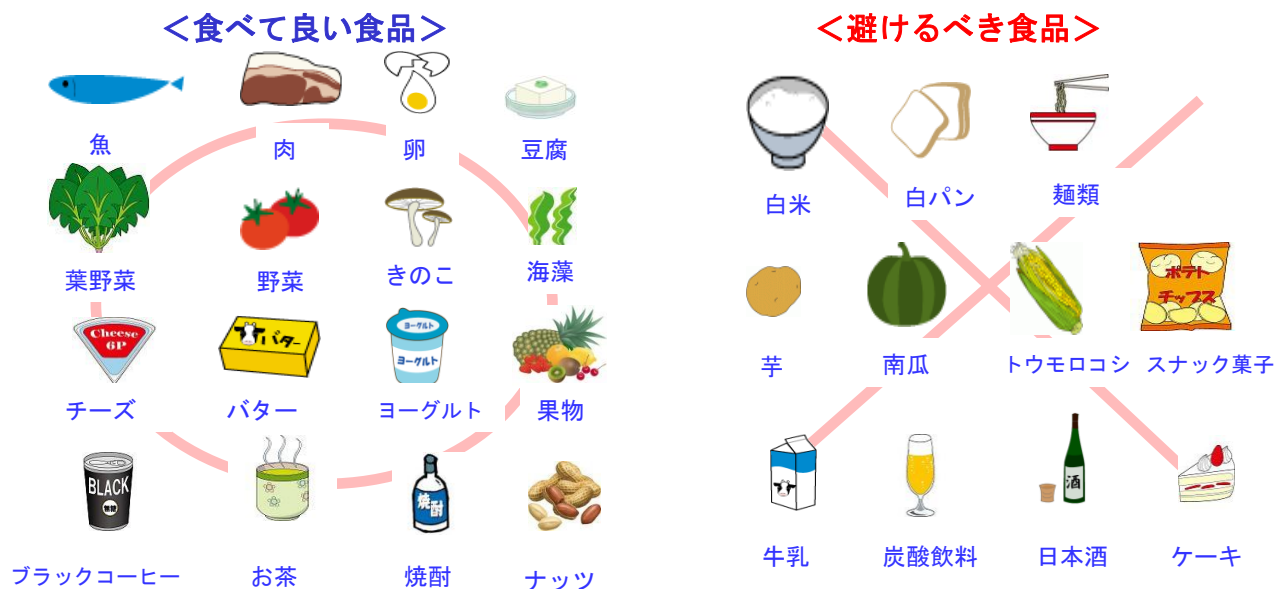 ＜食べて良い食品＞
＜避けるべき食品＞
魚
肉
卵
豆腐
葉野菜
野菜
きのこ
海藻
Cheese
6P
バター
ヨーグルト
ヨーグルト
チーズ
バター
ヨーグルト
果物
BLACK
無糖
焼酎
ブラックコーヒー
お茶
焼酎
ナッツ
白米
白パン
麺類
ポテト
チップス
芋
南瓜
トウモロコシ
スナック菓子
酒
牛乳
炭酸飲料
日本酒
ケーキ